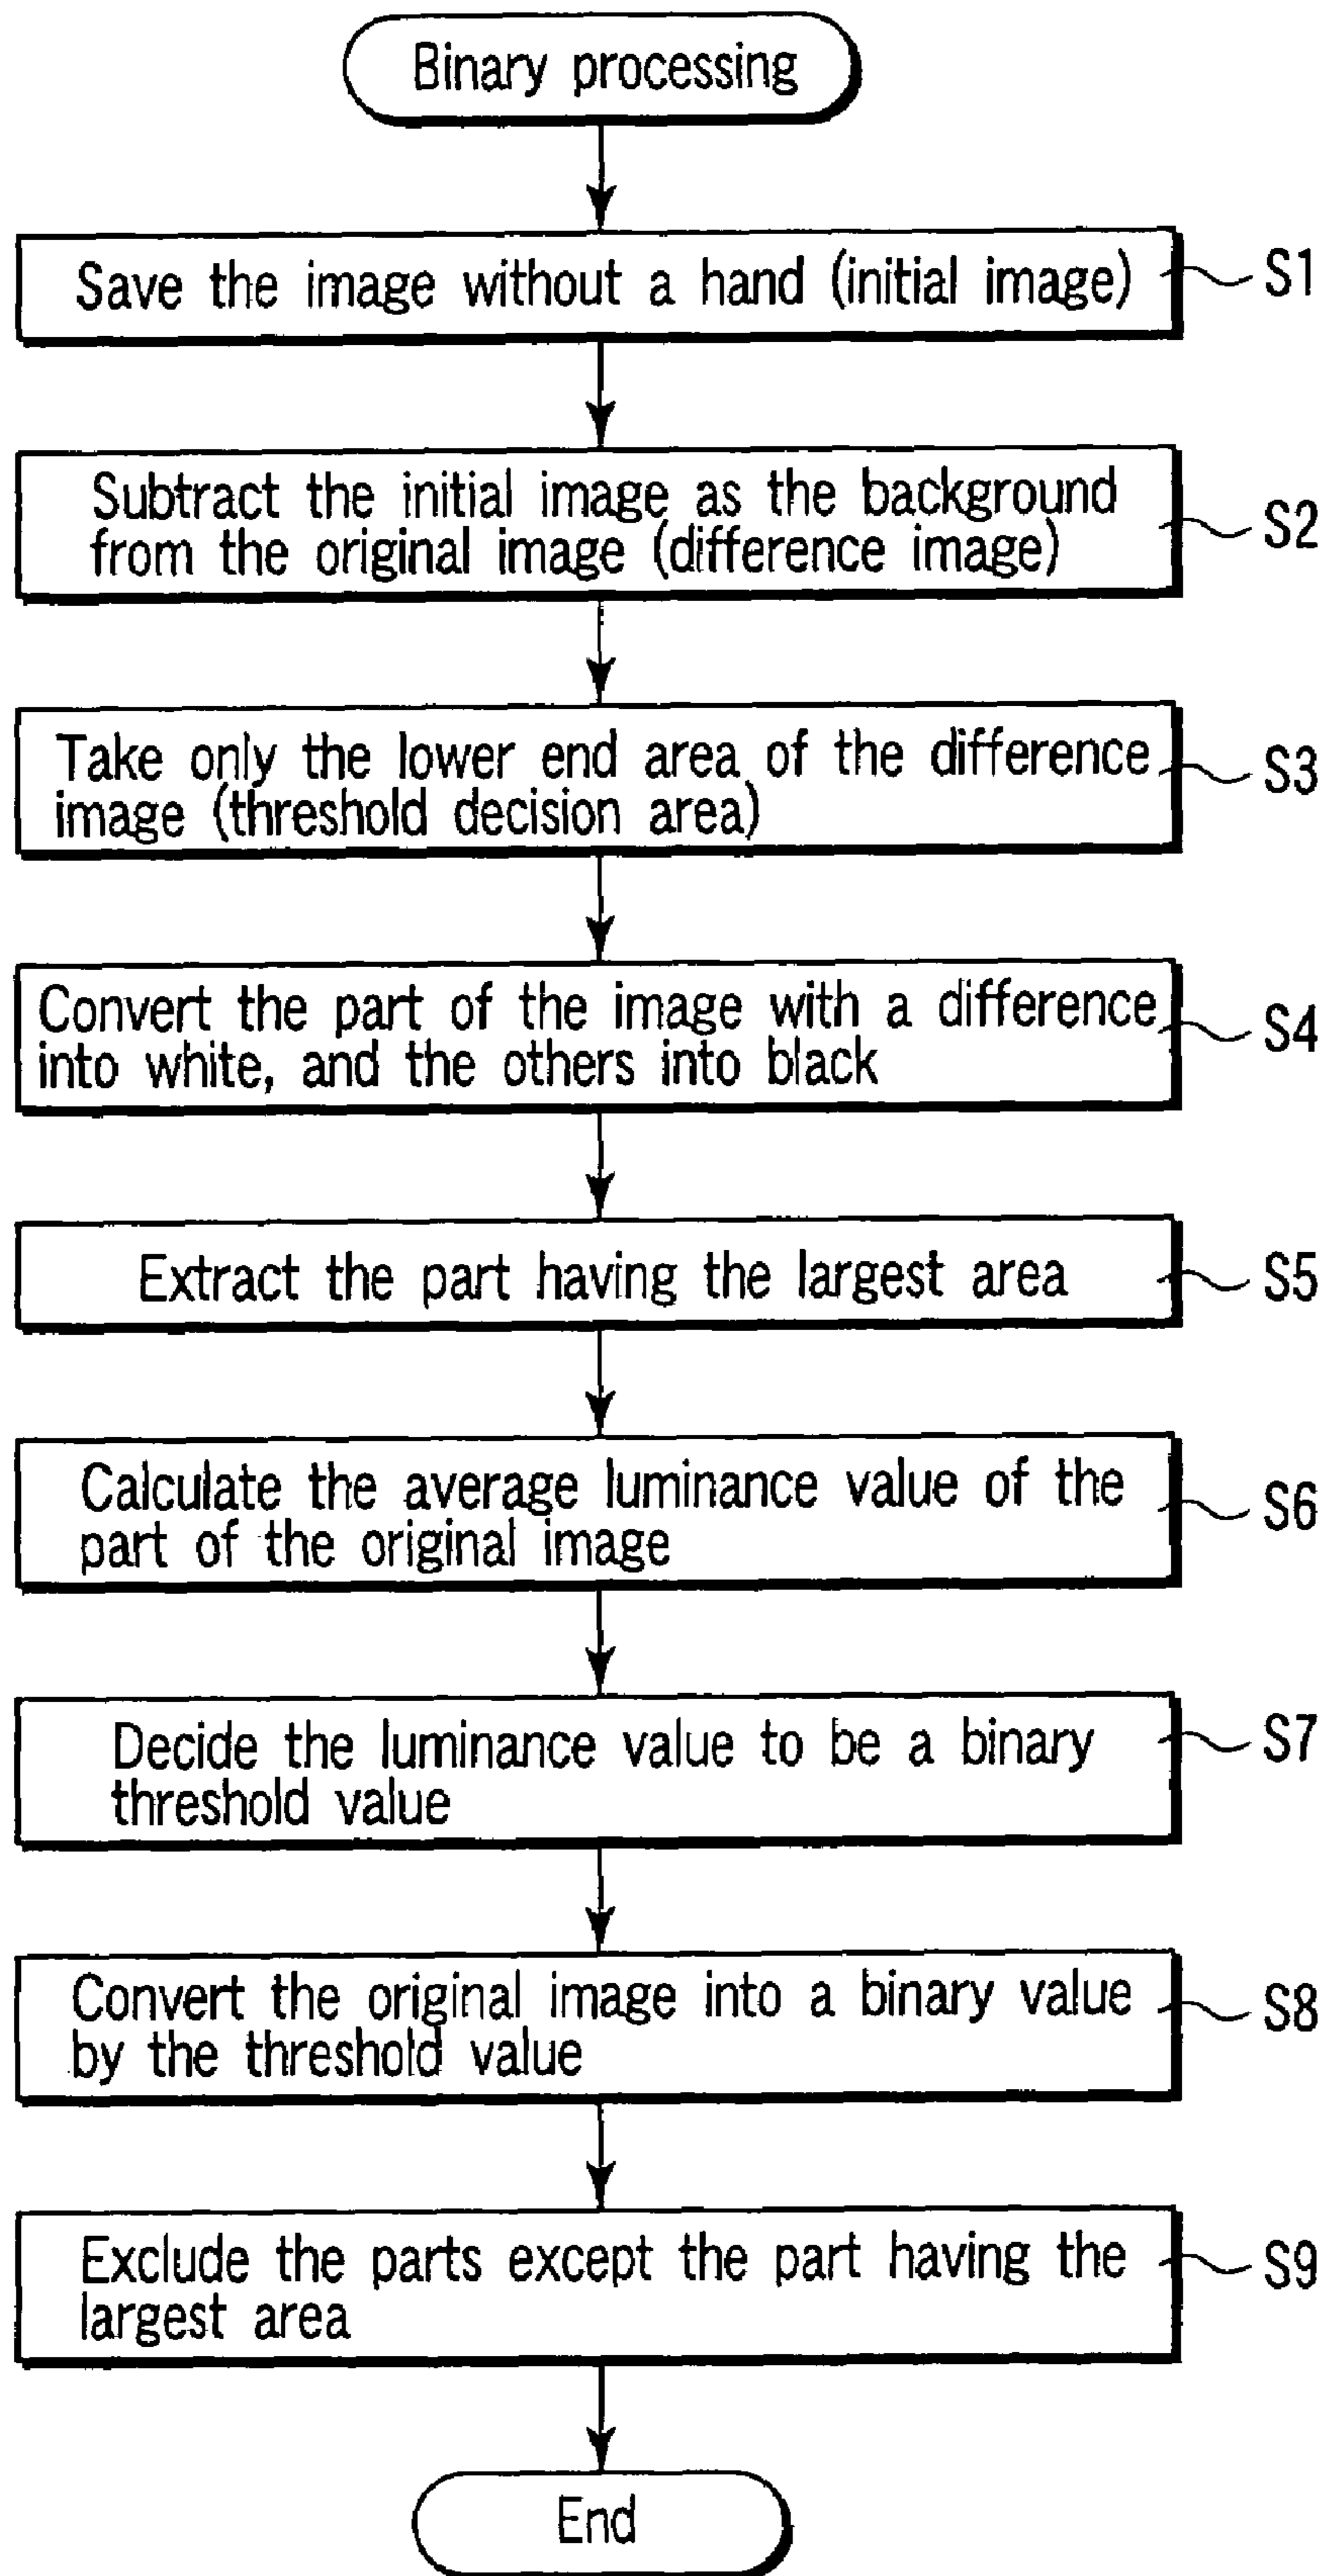 Binary processing
Save the image without a hand (initial image)
S1
Subtract the initial image as the background
from the original image (difference image)
S2
Take only the lower end area of the difference
image (threshold decision area)
S3
Convert the part of the image with a difference
into white, and the others into black
S4
Extract the part having the largest area
S5
Calculate the average luminance value of the
part of the original image
S6
Decide the luminance value to be a binary
threshold value
S7
Convert the original image into a binary value
by the threshold value
S8
Exclude the parts except the part having the
largest area
S9
End